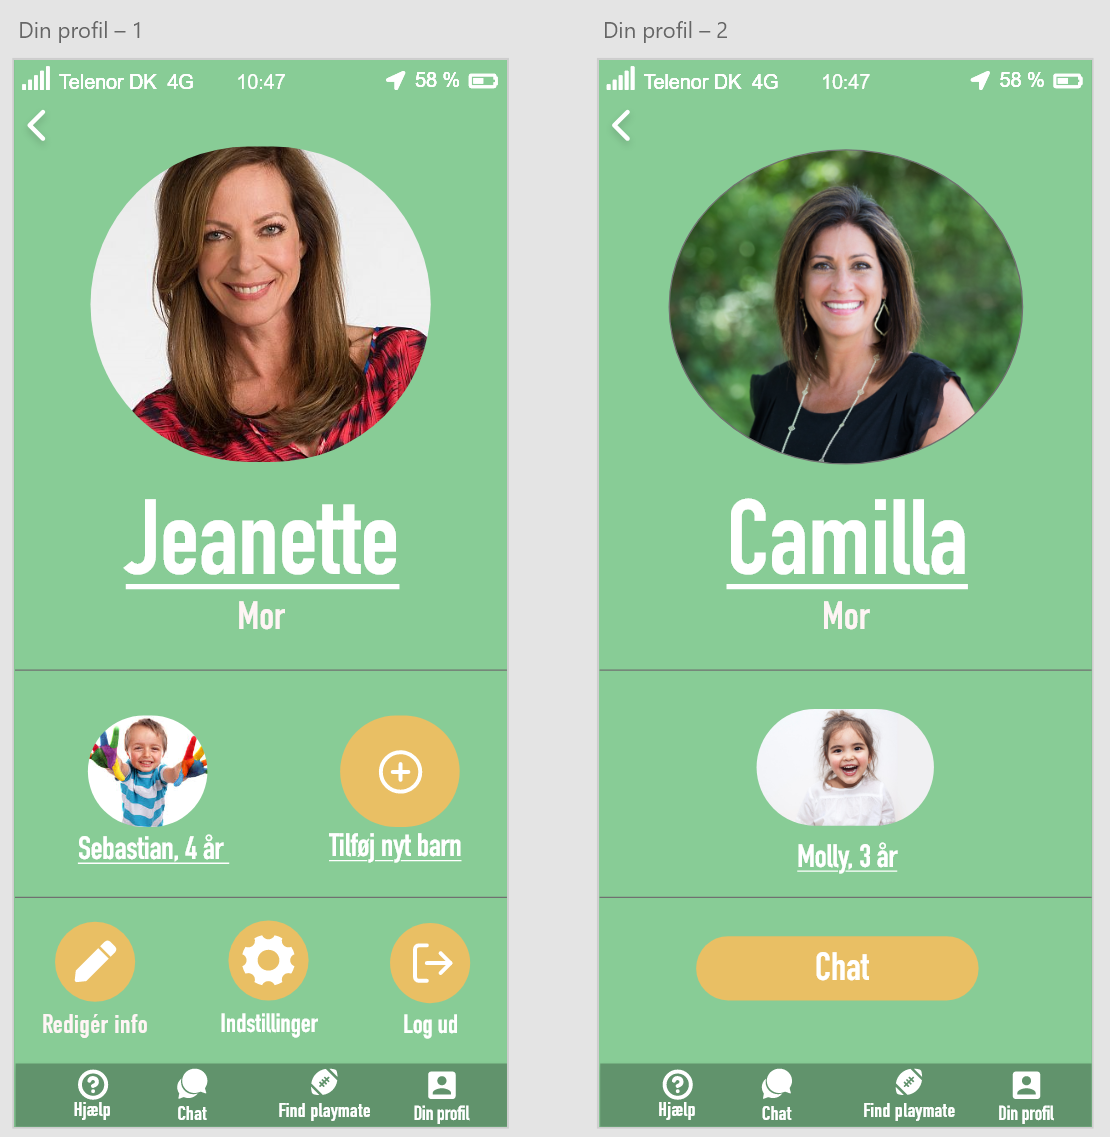 Din profil – 1
Telenor DK 4G 10:47 58 %
Jeanette
Mor
Sebastian, 4 år
Tilføj nyt barn
Redigér info
Indstillinger
Log ud
Hjælp
Chat
Find playmate
Din profil
Din profil – 2
Telenor DK 4G 10:47 58 %
Camilla
Mor
Molly, 3 år
Chat
Hjælp
Chat
Find playmate
Din profil